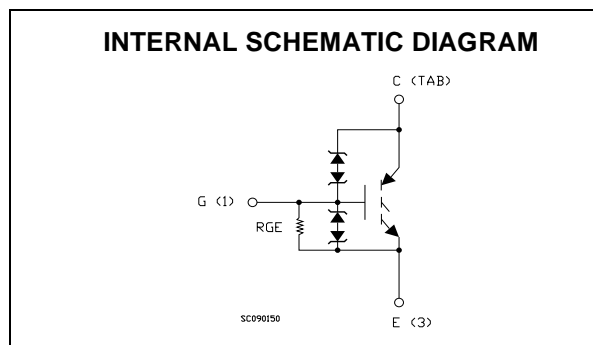 INTERNAL SCHEMATIC DIAGRAM
C (TAB)
G (1)
RGE
SC090150
E (3)